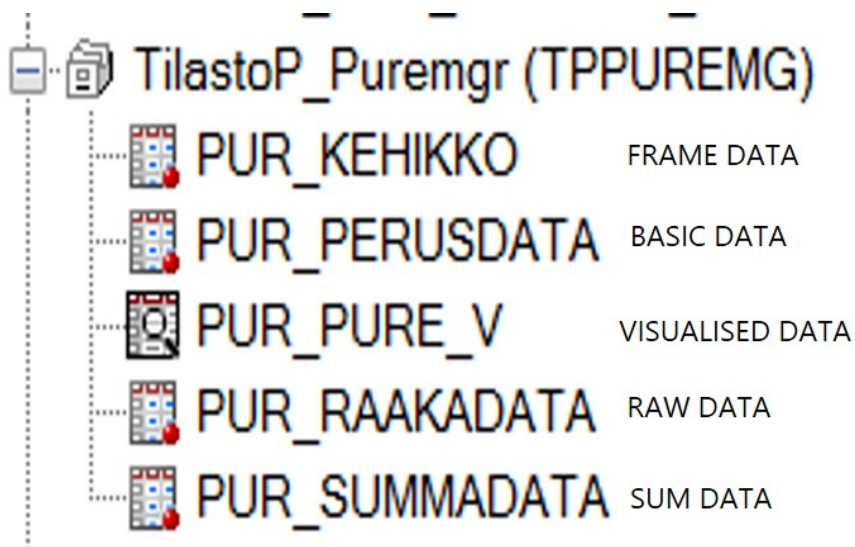 TilastoP_Puremgr (TPPUREMG)
PUR_KEHIKKO FRAME DATA
PUR_PERUSDATA BASIC DATA
PUR_PURE_V VISUALISED DATA
PUR_RAAKADATA RAW DATA
PUR_SUMMADATA SUM DATA